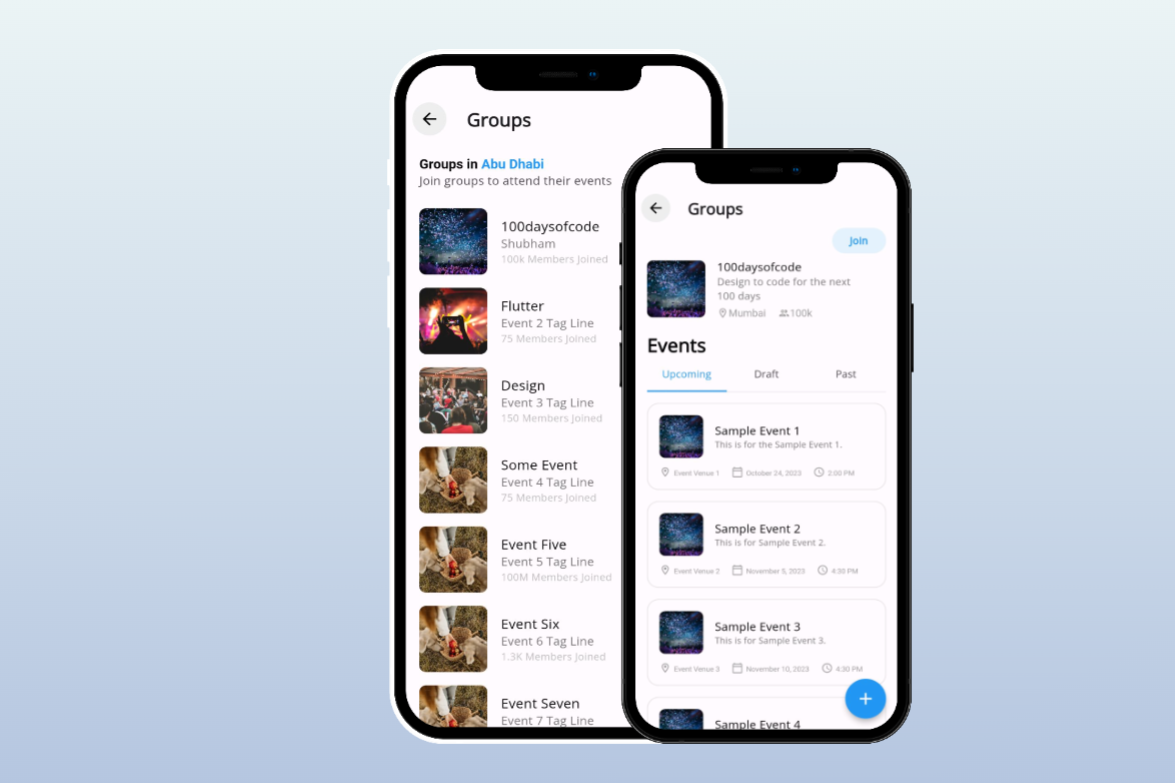 Groups
Groups in Abu Dhabi
Join groups to attend their events
100daysofcode
Shubham
100k Members Joined
Flutter
Event 2 Tag Line
75 Members Joined
Design
Event 3 Tag Line
150 Members Joined
Some Event
Event 4 Tag Line
75 Members Joined
Event Five
Event 5 Tag Line
100M Members Joined
Event Six
Event 6 Tag Line
1.3K Members Joined
Event Seven
Event 7 Tag Line
Groups
Join
100daysofcode
Design to code for the next
100 days
Mumbai 100k
Events
Upcoming Draft Past
Sample Event 1
This is for the Sample Event 1.
Event Venue 1 October 24, 2023 2:00 PM
Sample Event 2
This is for Sample Event 2.
Event Venue 2 November 5, 2023 4:30 PM
Sample Event 3
This is for Sample Event 3.
Event Venue 3 November 10, 2023 4:30 PM
Sample Event 4